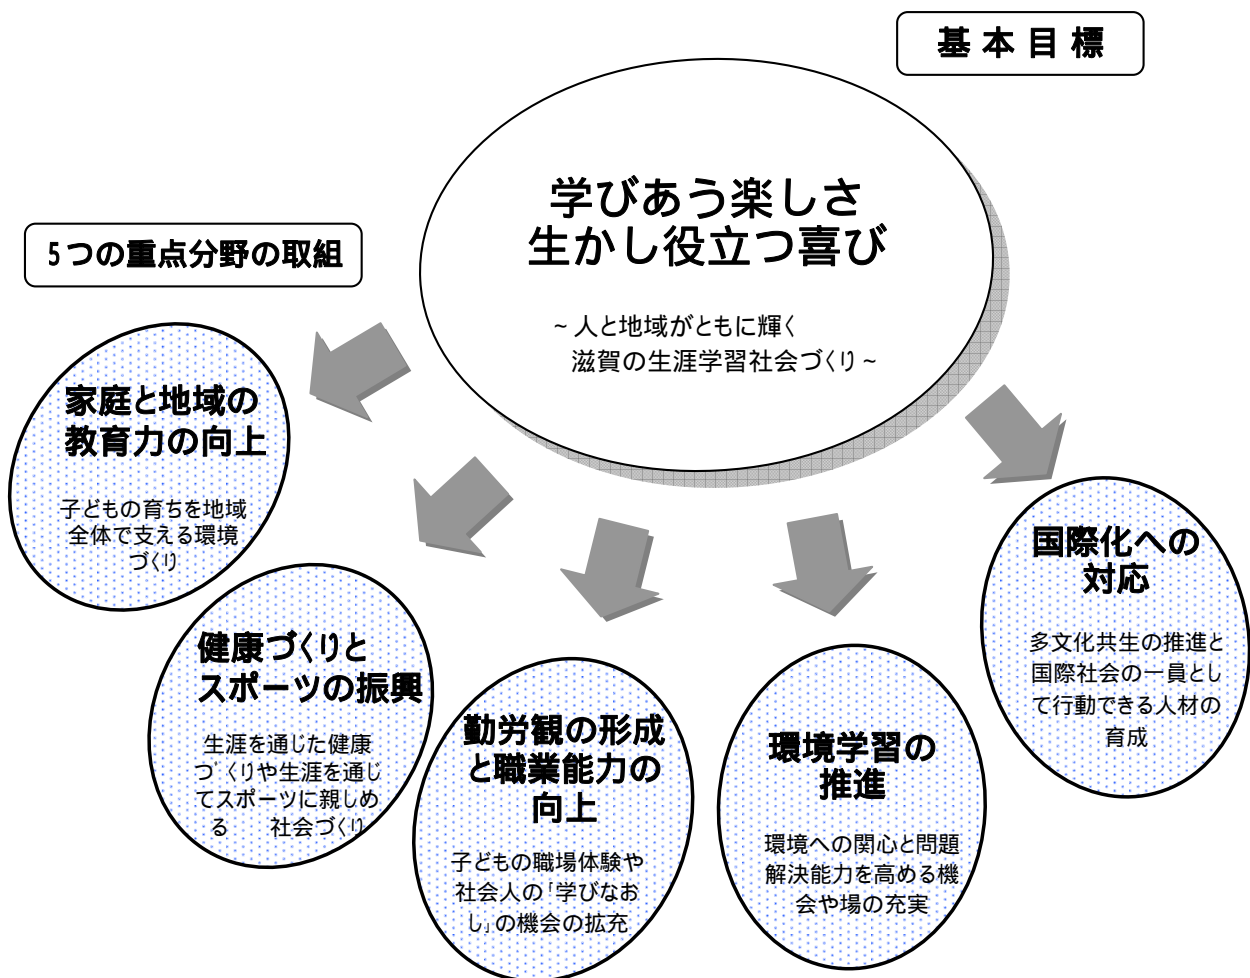 基本目標
学びあう楽しさ
生かし役立つ喜び
~人と地域がともに輝く
滋賀の生涯学習社会づくり~
5つの重点分野の取組
家庭と地域の
教育力の向上
子どもの育ちを地域
全体で支える環境
づくり
健康づくりと
スポーツの振興
生涯を通じた健康
づくりや生涯を通じ
てスポーツに親しめ
る　　社会づくり
勤労観の形成
と職業能力の
向上
子どもの職場体験や
社会人の「学びなお
し」の機会の拡充
環境学習の
推進
環境への関心と問題
解決能力を高める機
会や場の充実
国際化への
対応
多文化共生の推進と
国際社会の一員とし
て行動できる人材の
育成